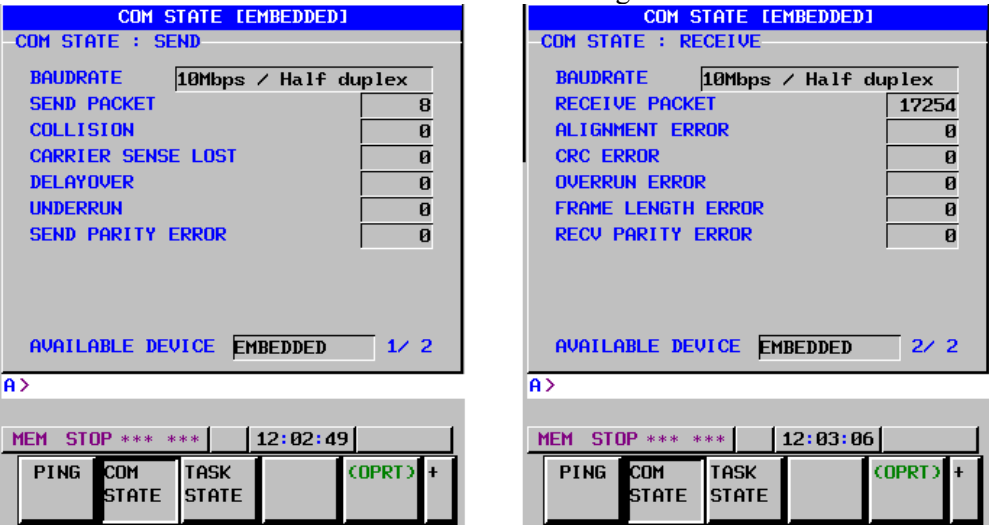 COM STATE [EMBEDDED]
COM STATE : SEND
BAUDRATE 10Mbps / Half duplex
SEND PACKET 8
COLLISION 0
CARRIER SENSE LOST 0
DELAYOVER 0
UNDERRUN 0
SEND PARITY ERROR 0
AVAILABLE DEVICE EMBEDDED 1/ 2
A>
MEM STOP *** *** 12:02:49
PING COM STATE TASK STATE (OPRT) +
COM STATE [EMBEDDED]
COM STATE : RECEIVE
BAUDRATE 10Mbps / Half duplex
RECEIVE PACKET 17254
ALIGNMENT ERROR 0
CRC ERROR 0
OVERRUN ERROR 0
FRAME LENGTH ERROR 0
RECV PARITY ERROR 0
AVAILABLE DEVICE EMBEDDED 2/ 2
A>
MEM STOP *** *** 12:03:06
PING COM STATE TASK STATE (OPRT) +